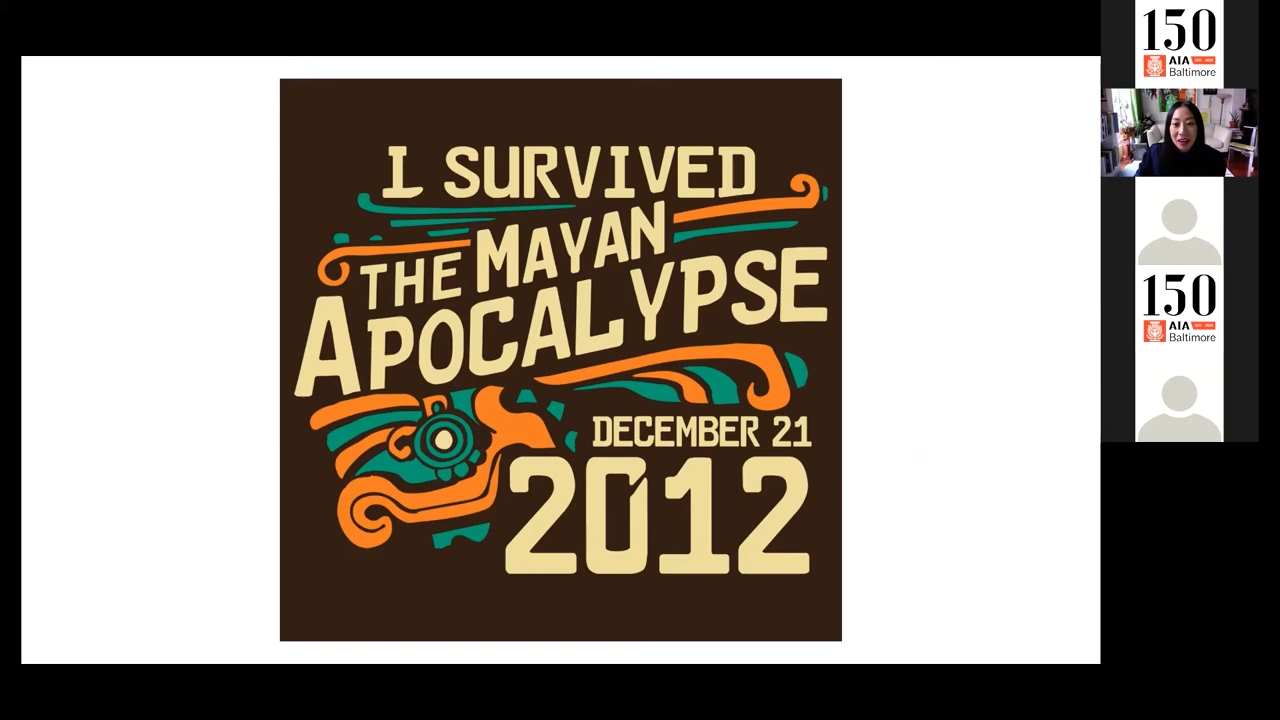 I SURVIVED
THE MAYAN
APOCALYPSE
DECEMBER 21
2012
150
AIA
Baltimore
150
AIA
Baltimore